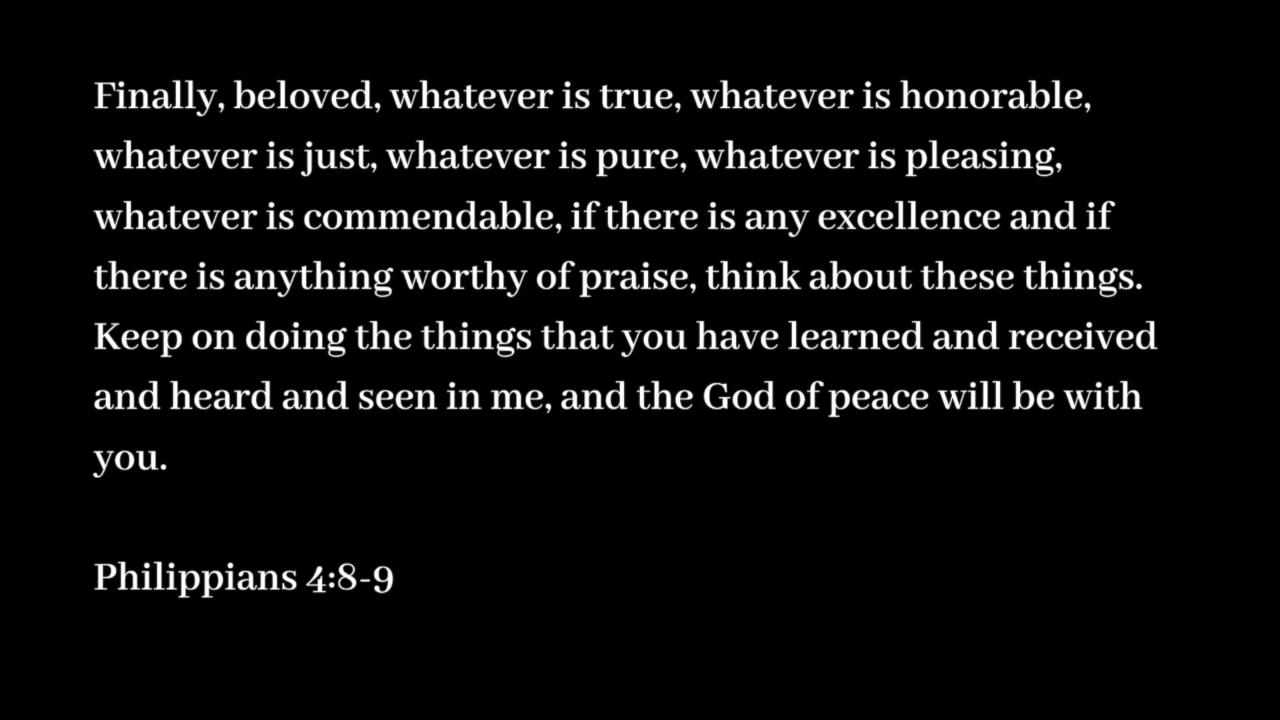 Finally, beloved, whatever is true, whatever is honorable,
whatever is just, whatever is pure, whatever is pleasing,
whatever is commendable, if there is any excellence and if
there is anything worthy of praise, think about these things.
Keep on doing the things that you have learned and received
and heard and seen in me, and the God of peace will be with
you.
Philippians 4:8-9